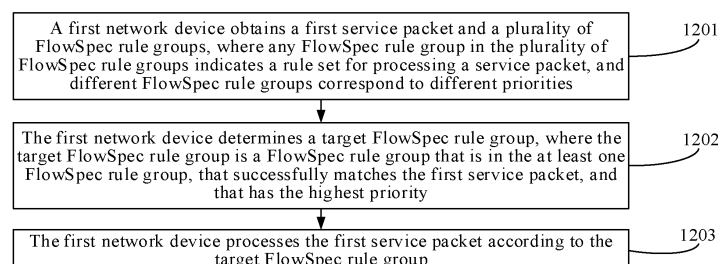 A first network device obtains a first service packet and a plurality of
FlowSpec rule groups, where any FlowSpec rule group in the plurality of
FlowSpec rule groups indicates a rule set for processing a service packet, and
different FlowSpec rule groups correspond to different priorities
1201
The first network device determines a target FlowSpec rule group, where the
target FlowSpec rule group is a FlowSpec rule group that is in the at least one
FlowSpec rule group, that successfully matches the first service packet, and
that has the highest priority
1202
The first network device processes the first service packet according to the
target FlowSpec rule group
1203